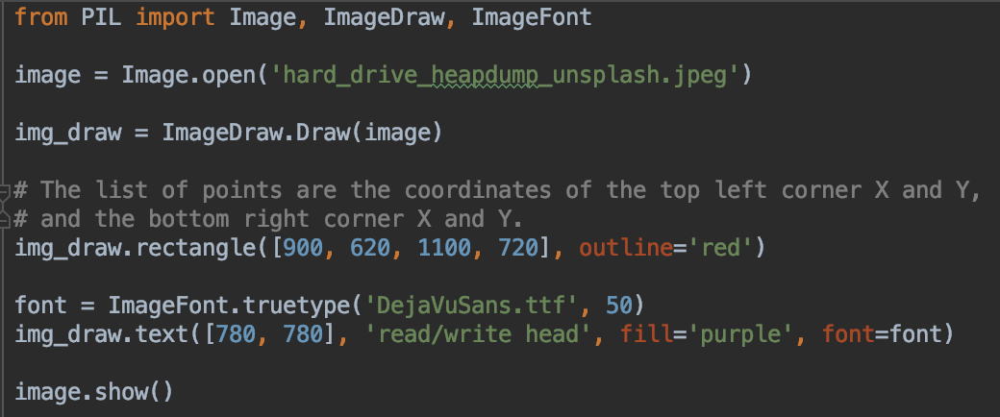 from PIL import Image, ImageDraw, ImageFont
image = Image.open('hard_drive_heapdump_unsplash.jpeg')
img_draw = ImageDraw.Draw(image)
# The list of points are the coordinates of the top left corner X and Y,
# and the bottom right corner X and Y.
img_draw.rectangle([900, 620, 1100, 720], outline='red')
font = ImageFont.truetype('DejaVuSans.ttf', 50)
img_draw.text([780, 780], 'read/write head', fill='purple', font=font)
image.show()